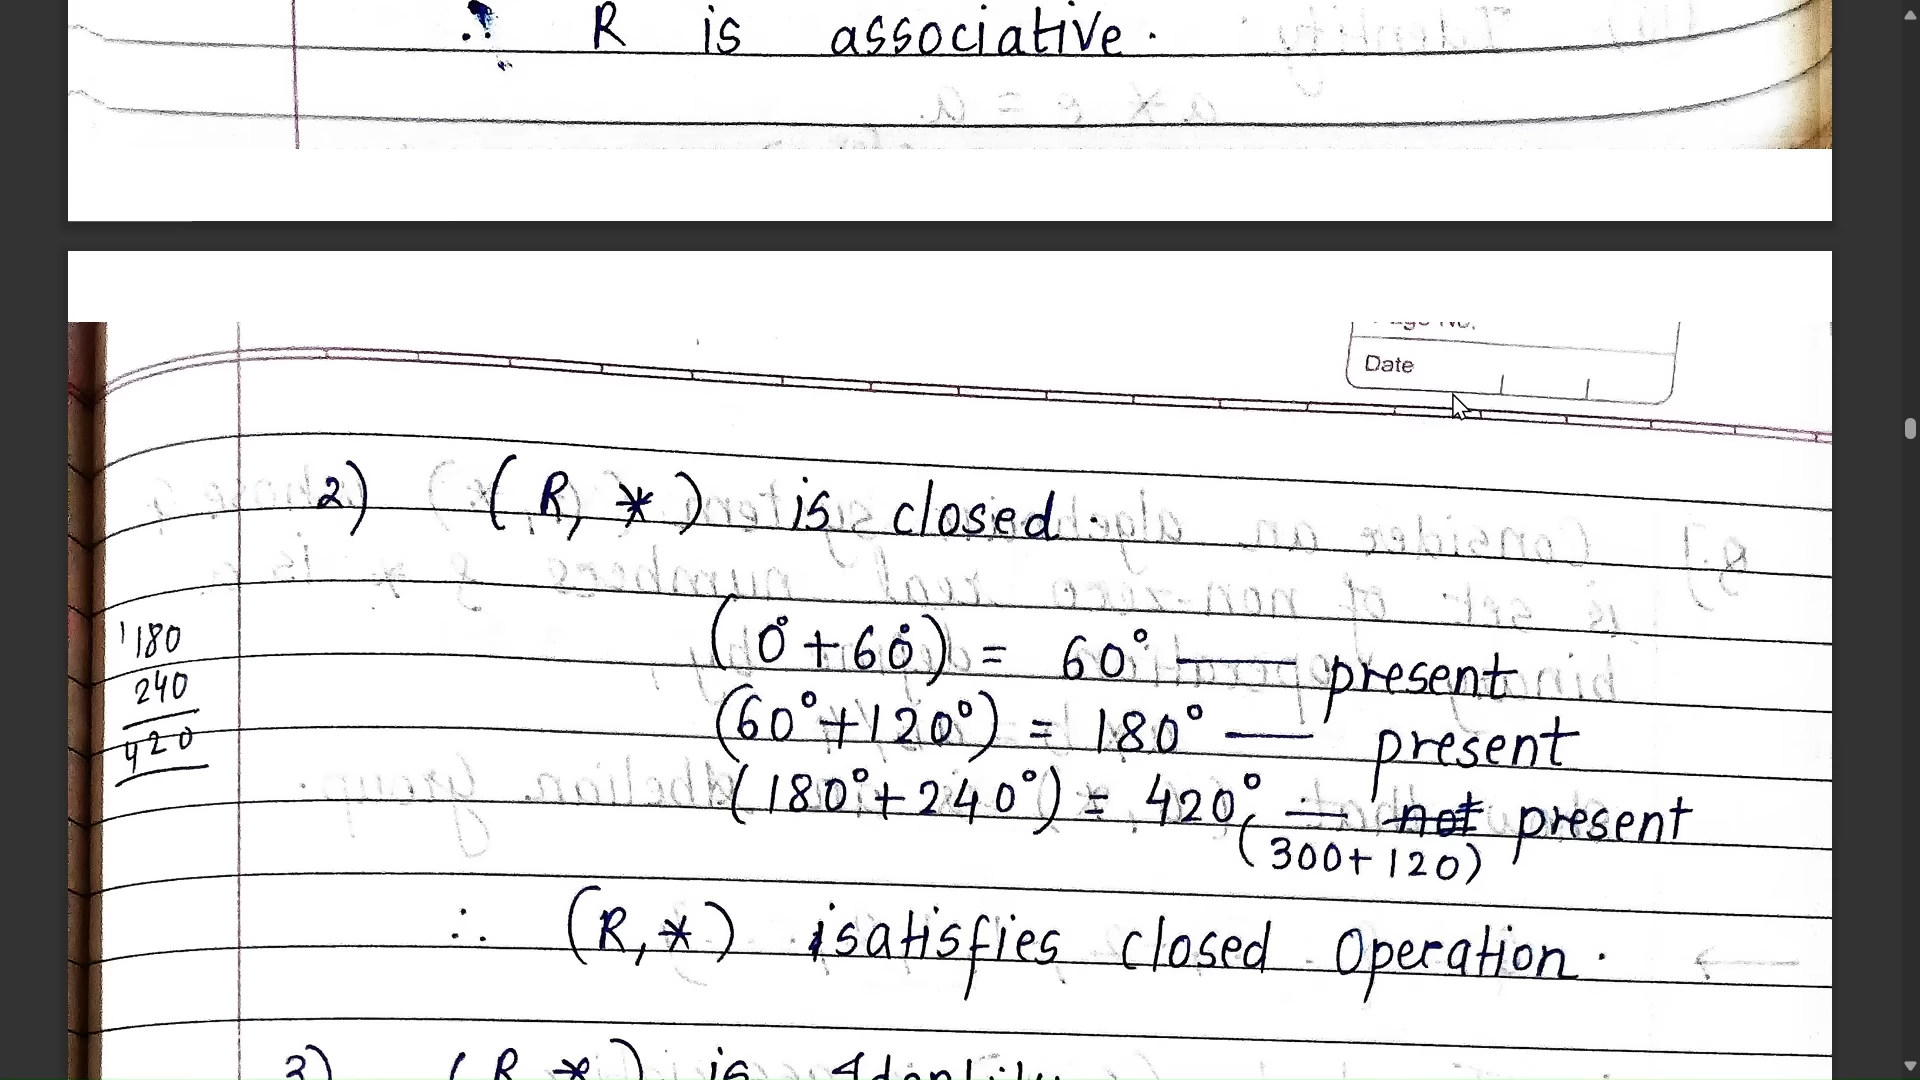 ∴ R is associative.
Date
2) (R, *) is closed.
(0° + 60°) = 60° — present
(60° + 120°) = 180° — present
(180° + 240°) = 420° — not present
(300 + 120)
180
240
420
∴ (R, *) isatisfies closed operation.
3) (R *) is Identity